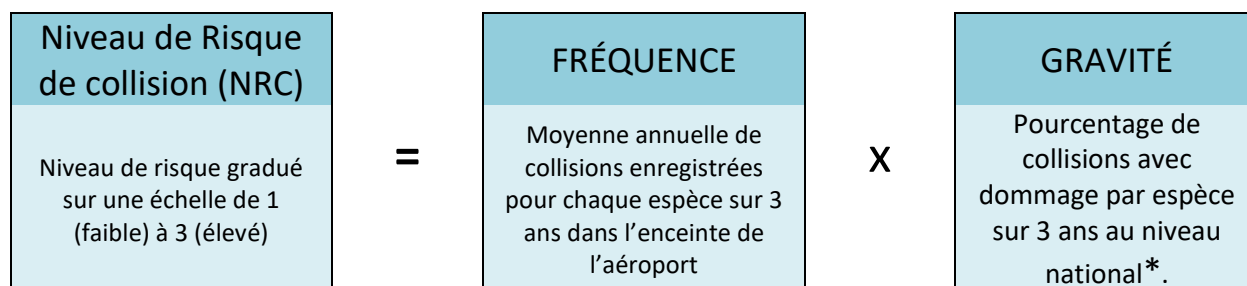 Niveau de Risque
de collision (NRC)
Niveau de risque gradué
sur une échelle de 1
(faible) à 3 (élevé)
=
FRÉQUENCE
Moyenne annuelle de
collisions enregistrées
pour chaque espèce sur 3
ans dans l’enceinte de
l’aéroport
x
GRAVITÉ
Pourcentage de
collisions avec
dommage par espèce
sur 3 ans au niveau
national*.